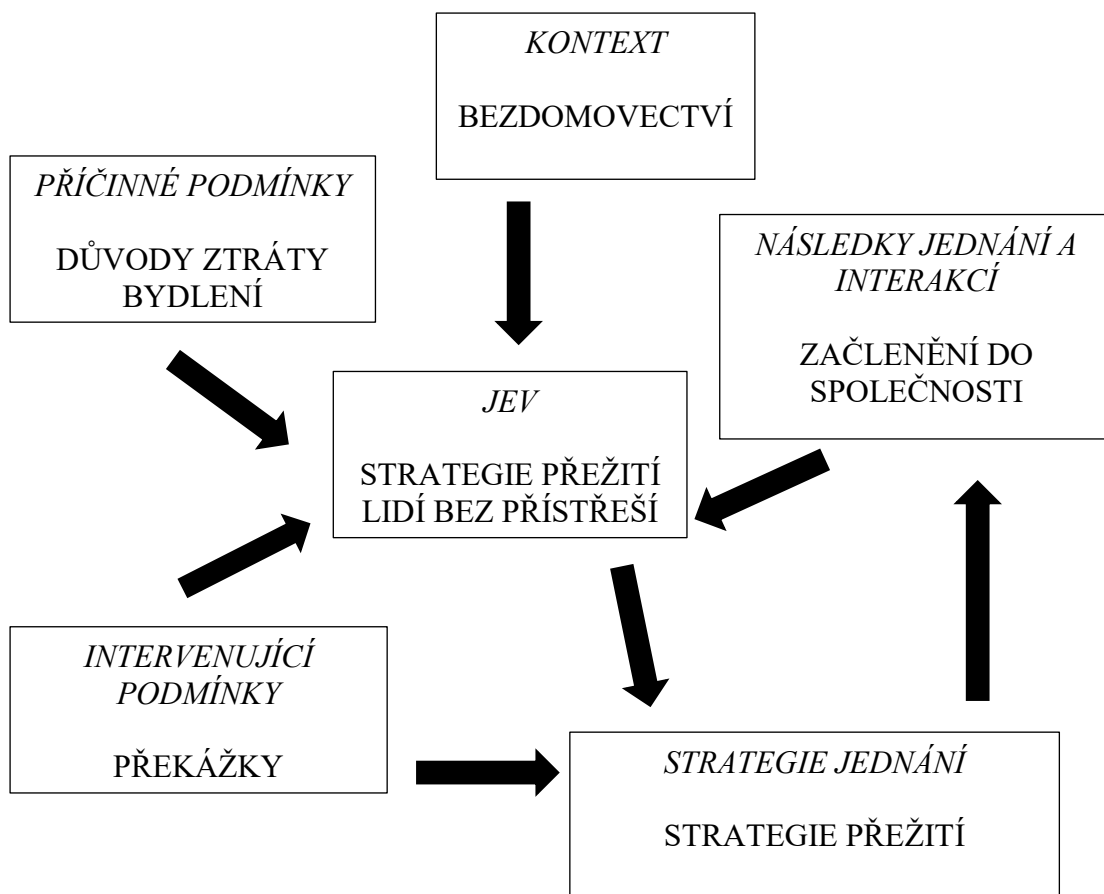 KONTEXT
BEZDOMOVECTVÍ
PŘÍČINNÉ PODMÍNKY
DŮVODY ZTRÁTY
BYDLENÍ
NÁSLEDKY JEDNÁNÍ A
INTERAKCÍ
ZAČLENĚNÍ DO
SPOLEČNOSTI
JEV
STRATEGIE PŘEŽITÍ
LIDÍ BEZ PŘÍSTŘEŠÍ
INTERVENUJÍCÍ
PODMÍNKY
PŘEKÁŽKY
STRATEGIE JEDNÁNÍ
STRATEGIE PŘEŽITÍ